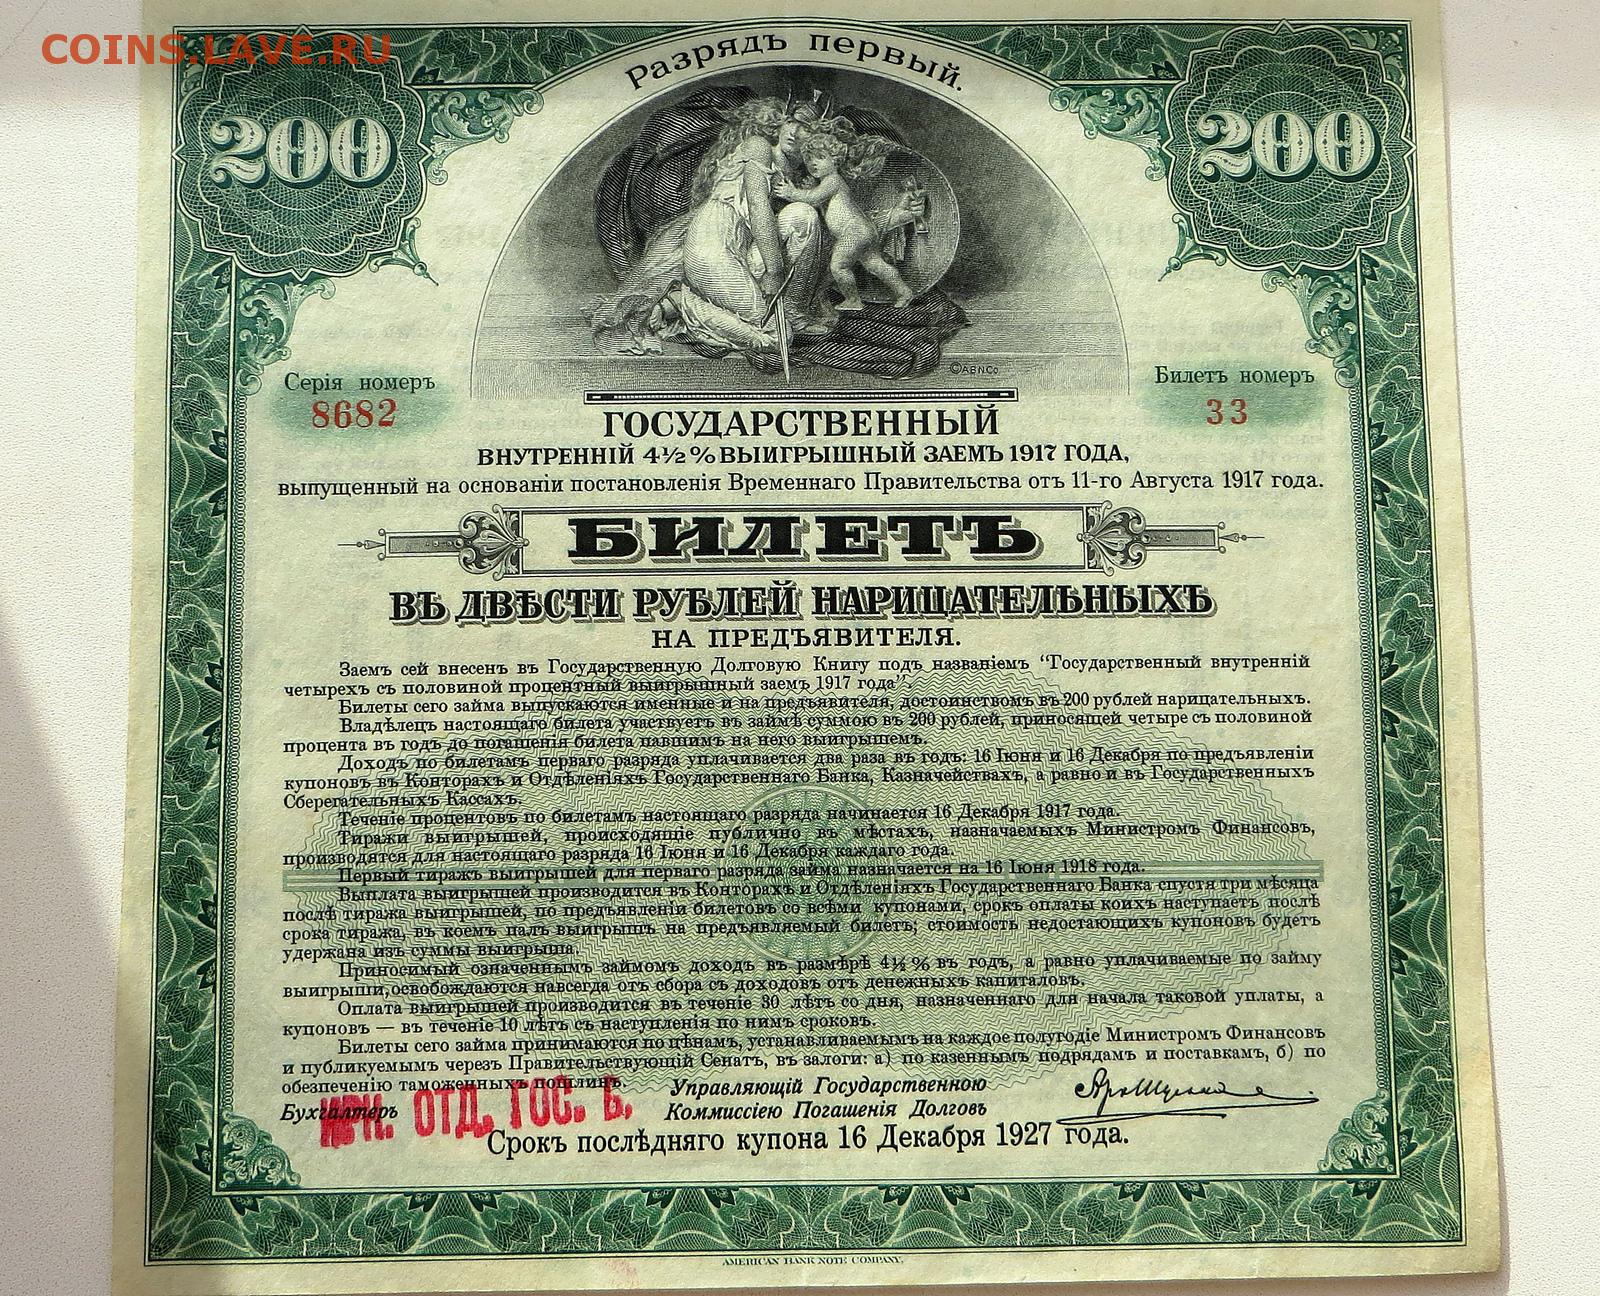 COINS.LAVE.RU
Разрядъ первый.
200
200
©ABNCo
Серія номеръ
8682
Билетъ номеръ
33
ГОСУДАРСТВЕННЫЙ
ВНУТРЕННІЙ 4½% ВЫИГРЫШНЫЙ ЗАЕМЪ 1917 ГОДА,
выпущенный на основаніи постановленія Временнаго Правительства отъ 11-го Августа 1917 года.
БИЛЕТЪ
ВЪ ДВѢСТИ РУБЛЕЙ НАРИЦАТЕЛЬНЫХЪ
НА ПРЕДЪЯВИТЕЛЯ.
Заемъ сей внесенъ въ Государственную Долговую Книгу подъ названіемъ "Государственный внутренній
четырехъ съ половиной процентный выигрышный заемъ 1917 года"
Билеты сего займа выпускаются именные и на предъявителя, достоинствомъ въ 200 рублей нарицательныхъ.
Владѣлецъ настоящаго билета участвуетъ въ займѣ суммою въ 200 рублей, приносящей четыре съ половиной
процента въ годъ до погашенія билета павшимъ на него выигрышемъ.
Доходъ по билетамъ перваго разряда уплачивается два раза въ годъ: 16 Іюня и 16 Декабря по предъявленіи
купоновъ въ Конторахъ и Отдѣленіяхъ Государственнаго Банка, Казначействахъ, а равно и въ Государственныхъ
Сберегательныхъ Кассахъ.
Теченіе процентовъ по билетамъ настоящаго разряда начинается 16 Декабря 1917 года.
Тиражи выигрышей, происходящіе публично въ мѣстахъ, назначаемыхъ Министромъ Финансовъ,
производятся для настоящаго разряда 16 Іюня и 16 Декабря каждаго года.
Первый тиражъ выигрышей для перваго разряда займа назначается на 16 Іюня 1918 года.
Выплата выигрышей производится въ Конторахъ и Отдѣленіяхъ Государственнаго Банка спустя три мѣсяца
послѣ тиража выигрышей, по предъявленіи билетовъ со всѣми купонами, срокъ оплаты коихъ наступаетъ послѣ
срока тиража, въ коемъ палъ выигрышъ на предъявляемый билетъ; стоимость недостающихъ купоновъ будетъ
удержана изъ суммы выигрыша.
Приносимый означеннымъ займомъ доходъ въ размѣрѣ 4½% въ годъ, а равно уплачиваемые по займу
выигрыши, освобождаются навсегда отъ сбора съ доходовъ отъ денежныхъ капиталовъ.
Оплата выигрышей производится въ теченіе 30 лѣтъ со дня, назначеннаго для начала таковой уплаты, а
купоновъ — въ теченіе 10 лѣтъ съ наступленія по нимъ сроковъ.
Билеты сего займа принимаются по цѣнамъ, устанавливаемымъ на каждое полугодіе Министромъ Финансовъ
и публикуемымъ черезъ Правительствующій Сенатъ, въ залоги: а) по казеннымъ подрядамъ и поставкамъ, б) по
обезпеченію таможенныхъ пошлинъ.
Управляющій Государственною
Бухгалтеръ
ИРК. ОТД. ГОС. Б.
Коммиссіею Погашенія Долговъ
Срокъ послѣдняго купона 16 Декабря 1927 года.
AMERICAN BANK NOTE COMPANY.